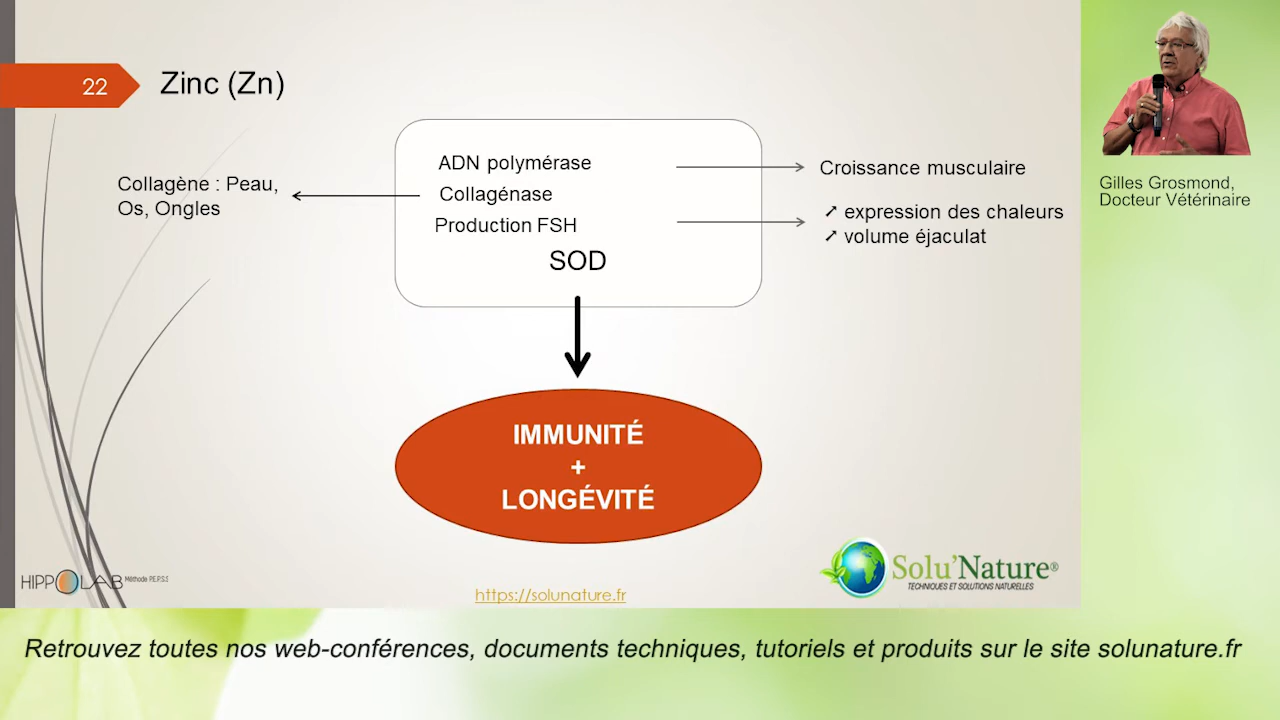 22
Zinc (Zn)
ADN polymérase
Collagénase
Production FSH
SOD
Collagène : Peau,
Os, Ongles
Croissance musculaire
➚ expression des chaleurs
➚ volume éjaculat
IMMUNITÉ
+
LONGÉVITÉ
HIPPOLAB Méthode P.E.P.S.S
https://solunature.fr
Solu'Nature®
TECHNIQUES ET SOLUTIONS NATURELLES
Gilles Grosmond,
Docteur Vétérinaire
Retrouvez toutes nos web-conférences, documents techniques, tutoriels et produits sur le site solunature.fr